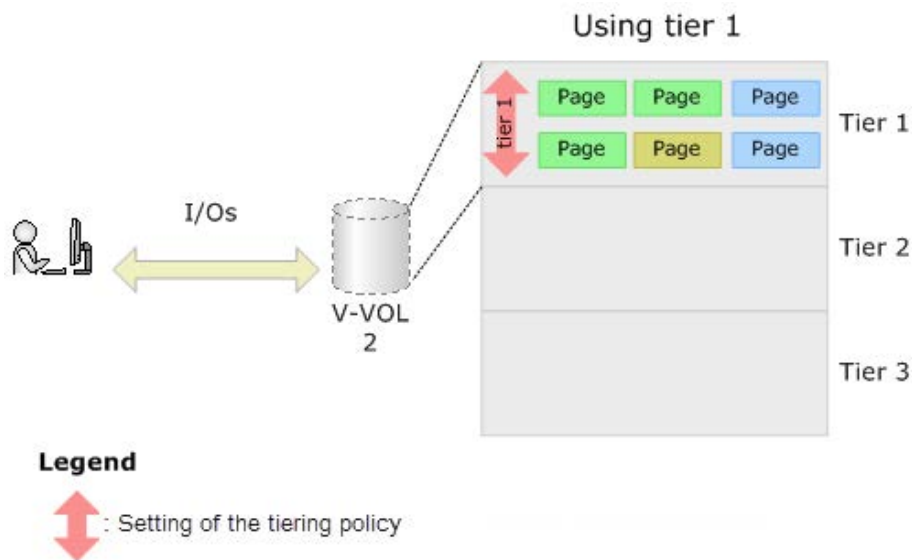 Using tier 1
tier 1
Page Page Page
Page Page Page
Tier 1
I/Os
Tier 2
V-VOL
2
Tier 3
Legend
: Setting of the tiering policy